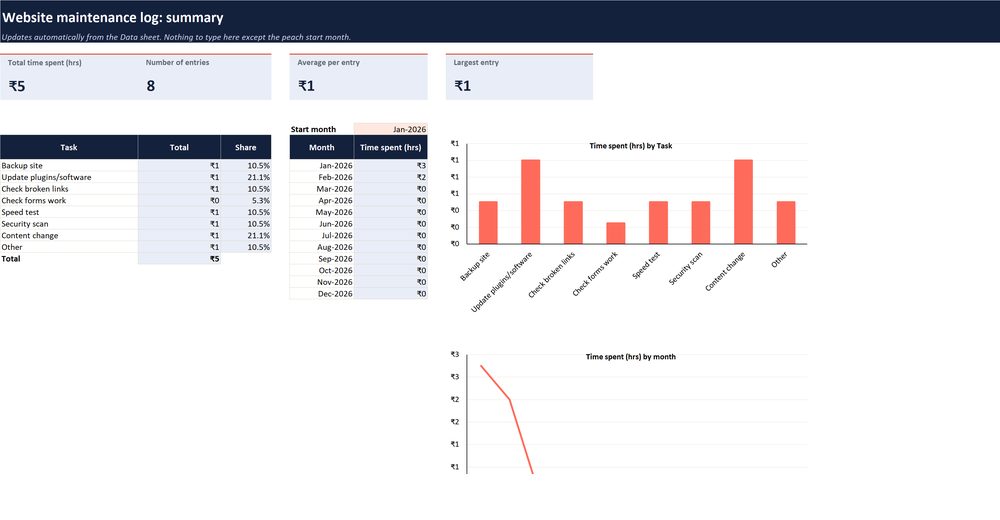 Website maintenance log: summary
Updates automatically from the Data sheet. Nothing to type here except the peach start month.
Total time spent (hrs) Number of entries Average per entry Largest entry
₹5 8 ₹1 ₹1
Start month Jan-2026
Task Total Share
Backup site ₹1 10.5%
Update plugins/software ₹1 21.1%
Check broken links ₹1 10.5%
Check forms work ₹0 5.3%
Speed test ₹1 10.5%
Security scan ₹1 10.5%
Content change ₹1 21.1%
Other ₹1 10.5%
Total ₹5
Month Time spent (hrs)
Jan-2026 ₹3
Feb-2026 ₹2
Mar-2026 ₹0
Apr-2026 ₹0
May-2026 ₹0
Jun-2026 ₹0
Jul-2026 ₹0
Aug-2026 ₹0
Sep-2026 ₹0
Oct-2026 ₹0
Nov-2026 ₹0
Dec-2026 ₹0
Time spent (hrs) by Task
₹1
₹1
₹1
₹1
₹0
₹0
₹0
Backup site
Update plugins/software
Check broken links
Check forms work
Speed test
Security scan
Content change
Other
Time spent (hrs) by month
₹3
₹3
₹2
₹2
₹1
₹1